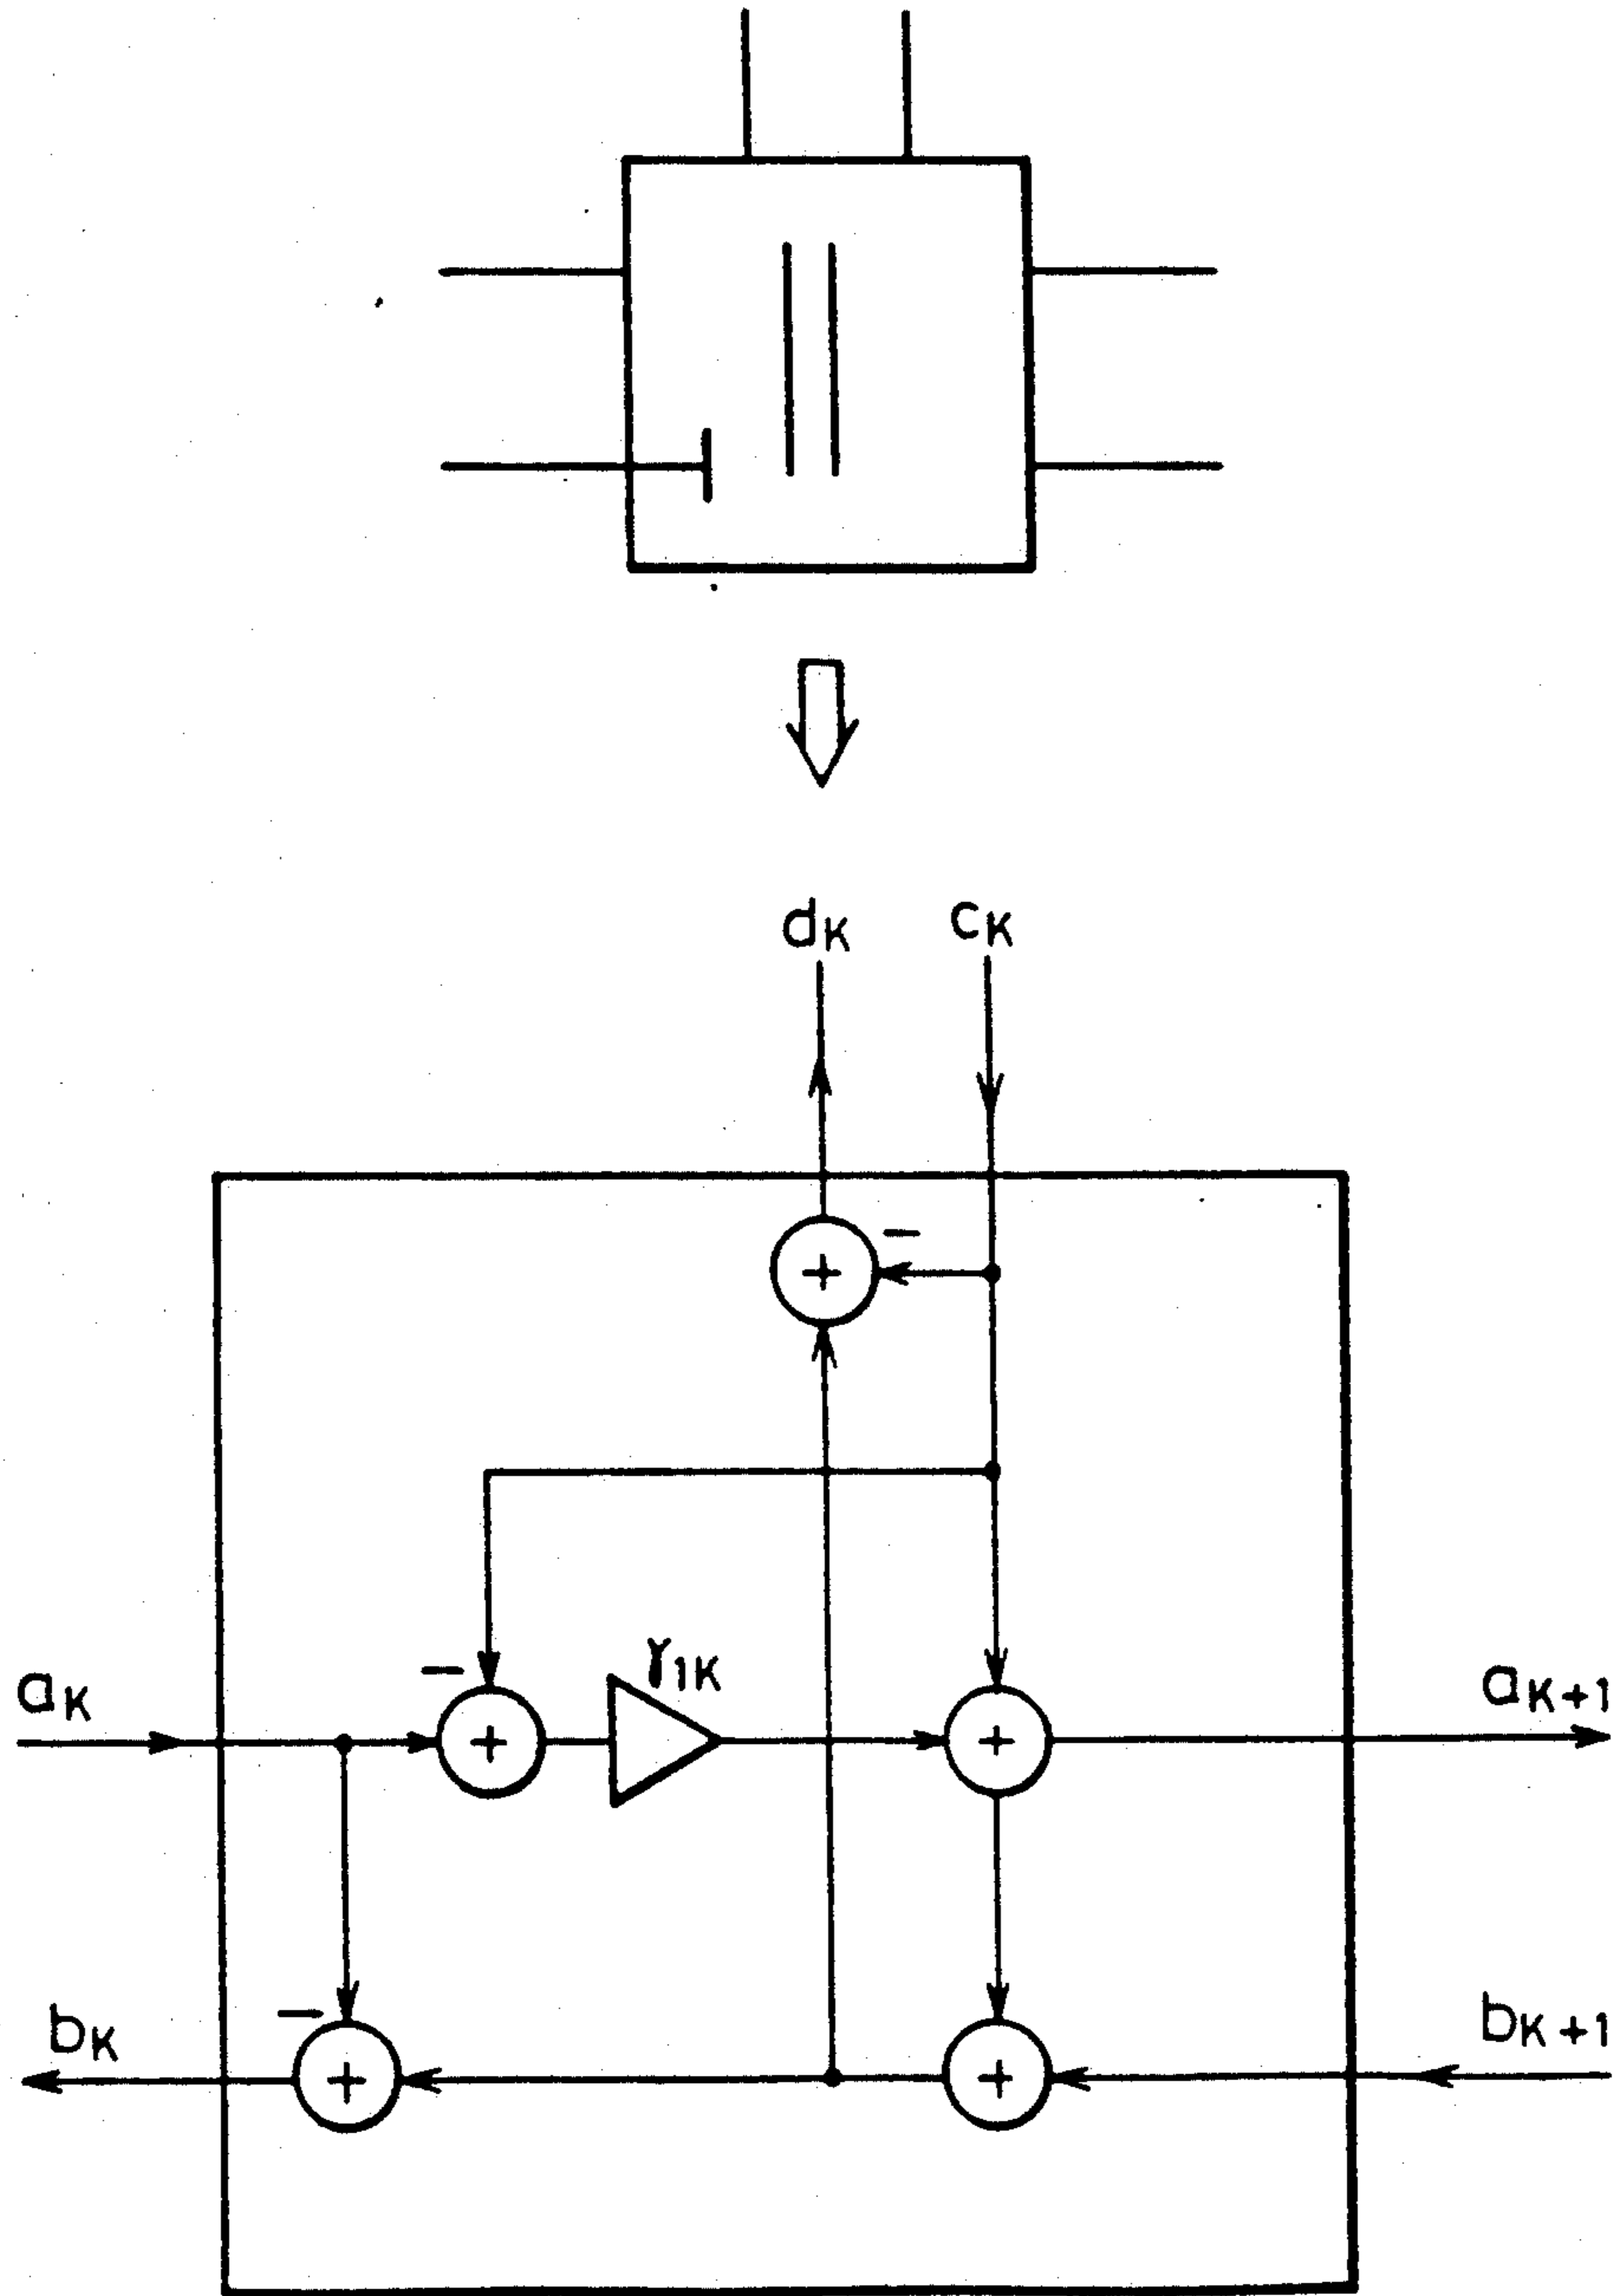 dK cK
−
− γ1K
aK + + aK+1
−
bK + + bK+1